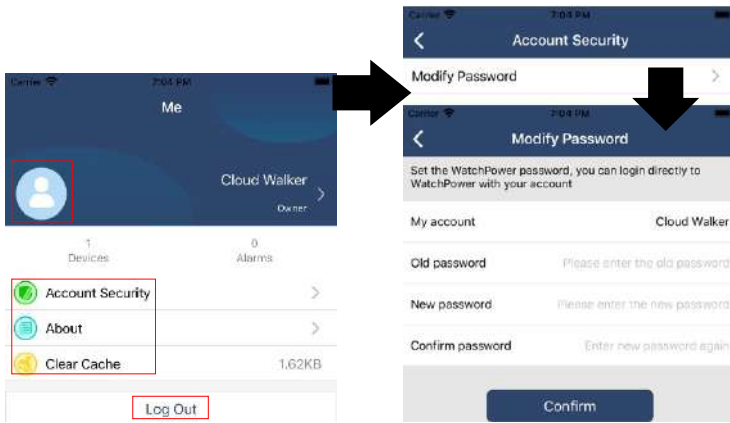 Carrier 7:04 PM
Me
Cloud Walker
Owner
1 0
Devices Alarms
Account Security
About
Clear Cache 1.62KB
Log Out
Carrier 7:04 PM
Account Security
Modify Password
Carrier 7:04 PM
Modify Password
Set the WatchPower password, you can login directly to
WatchPower with your account
My account Cloud Walker
Old password Please enter the old password
New password Please enter the new password
Confirm password Enter new password again
Confirm